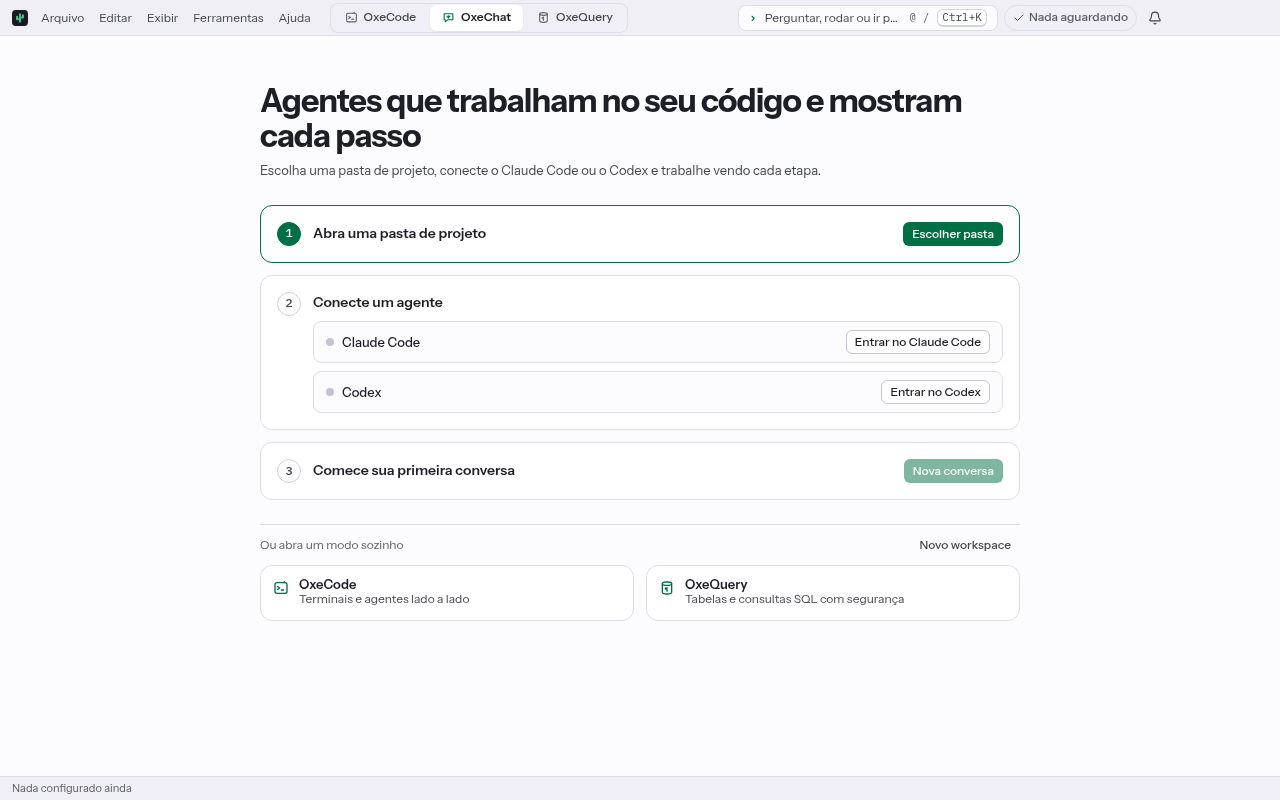 Arquivo Editar Exibir Ferramentas Ajuda OxeCode OxeChat OxeQuery Perguntar, rodar ou ir p... @ / Ctrl+K Nada aguardando
Agentes que trabalham no seu código e mostram
cada passo
Escolha uma pasta de projeto, conecte o Claude Code ou o Codex e trabalhe vendo cada etapa.
1 Abra uma pasta de projeto Escolher pasta
2 Conecte um agente
Claude Code Entrar no Claude Code
Codex Entrar no Codex
3 Comece sua primeira conversa Nova conversa
Ou abra um modo sozinho Novo workspace
OxeCode OxeQuery
Terminais e agentes lado a lado Tabelas e consultas SQL com segurança
Nada configurado ainda